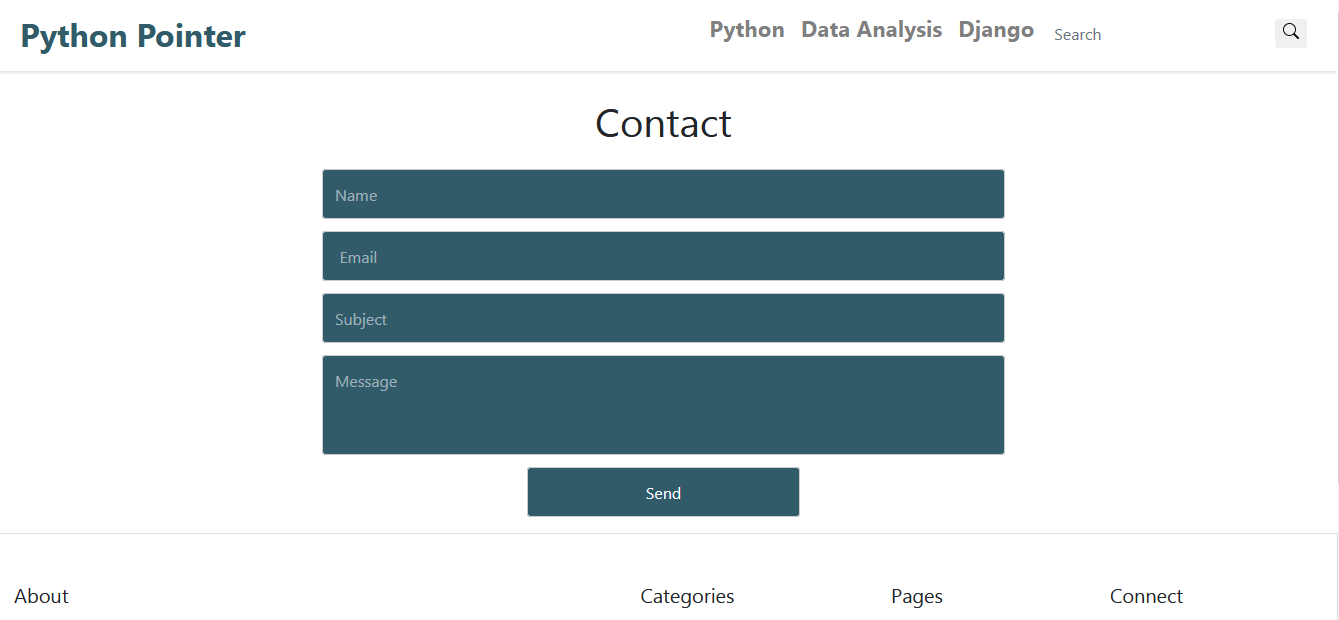 Python Pointer
Python Data Analysis Django Search
Contact
Name
Email
Subject
Message
Send
About Categories Pages Connect